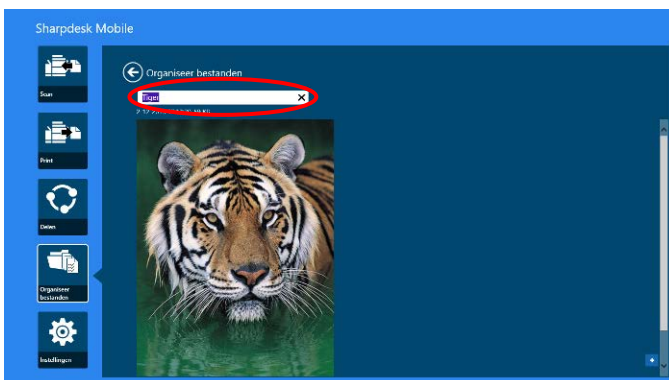 Sharpdesk Mobile
Scan
Print
Delen
Organiseer
bestanden
Instellingen
Organiseer bestanden
Tiger